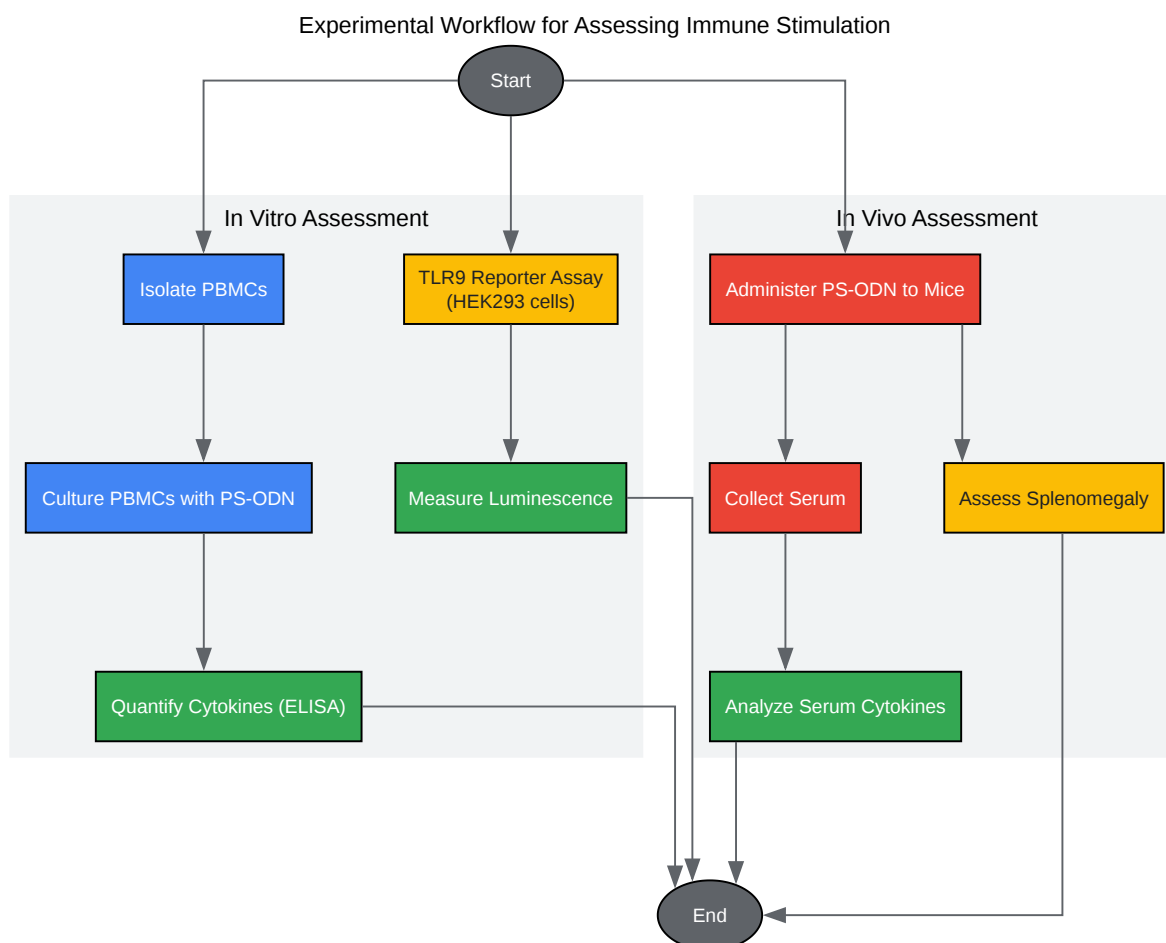 Experimental Workflow for Assessing Immune Stimulation
Start
In Vitro Assessment
In Vivo Assessment
Isolate PBMCs
TLR9 Reporter Assay
(HEK293 cells)
Administer PS-ODN to Mice
Culture PBMCs with PS-ODN
Measure Luminescence
Collect Serum
Assess Splenomegaly
Quantify Cytokines (ELISA)
Analyze Serum Cytokines
End